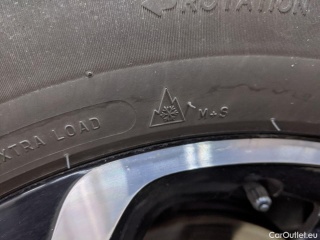 ROTATION
XTRA LOAD
M+S
CarOutlet.eu